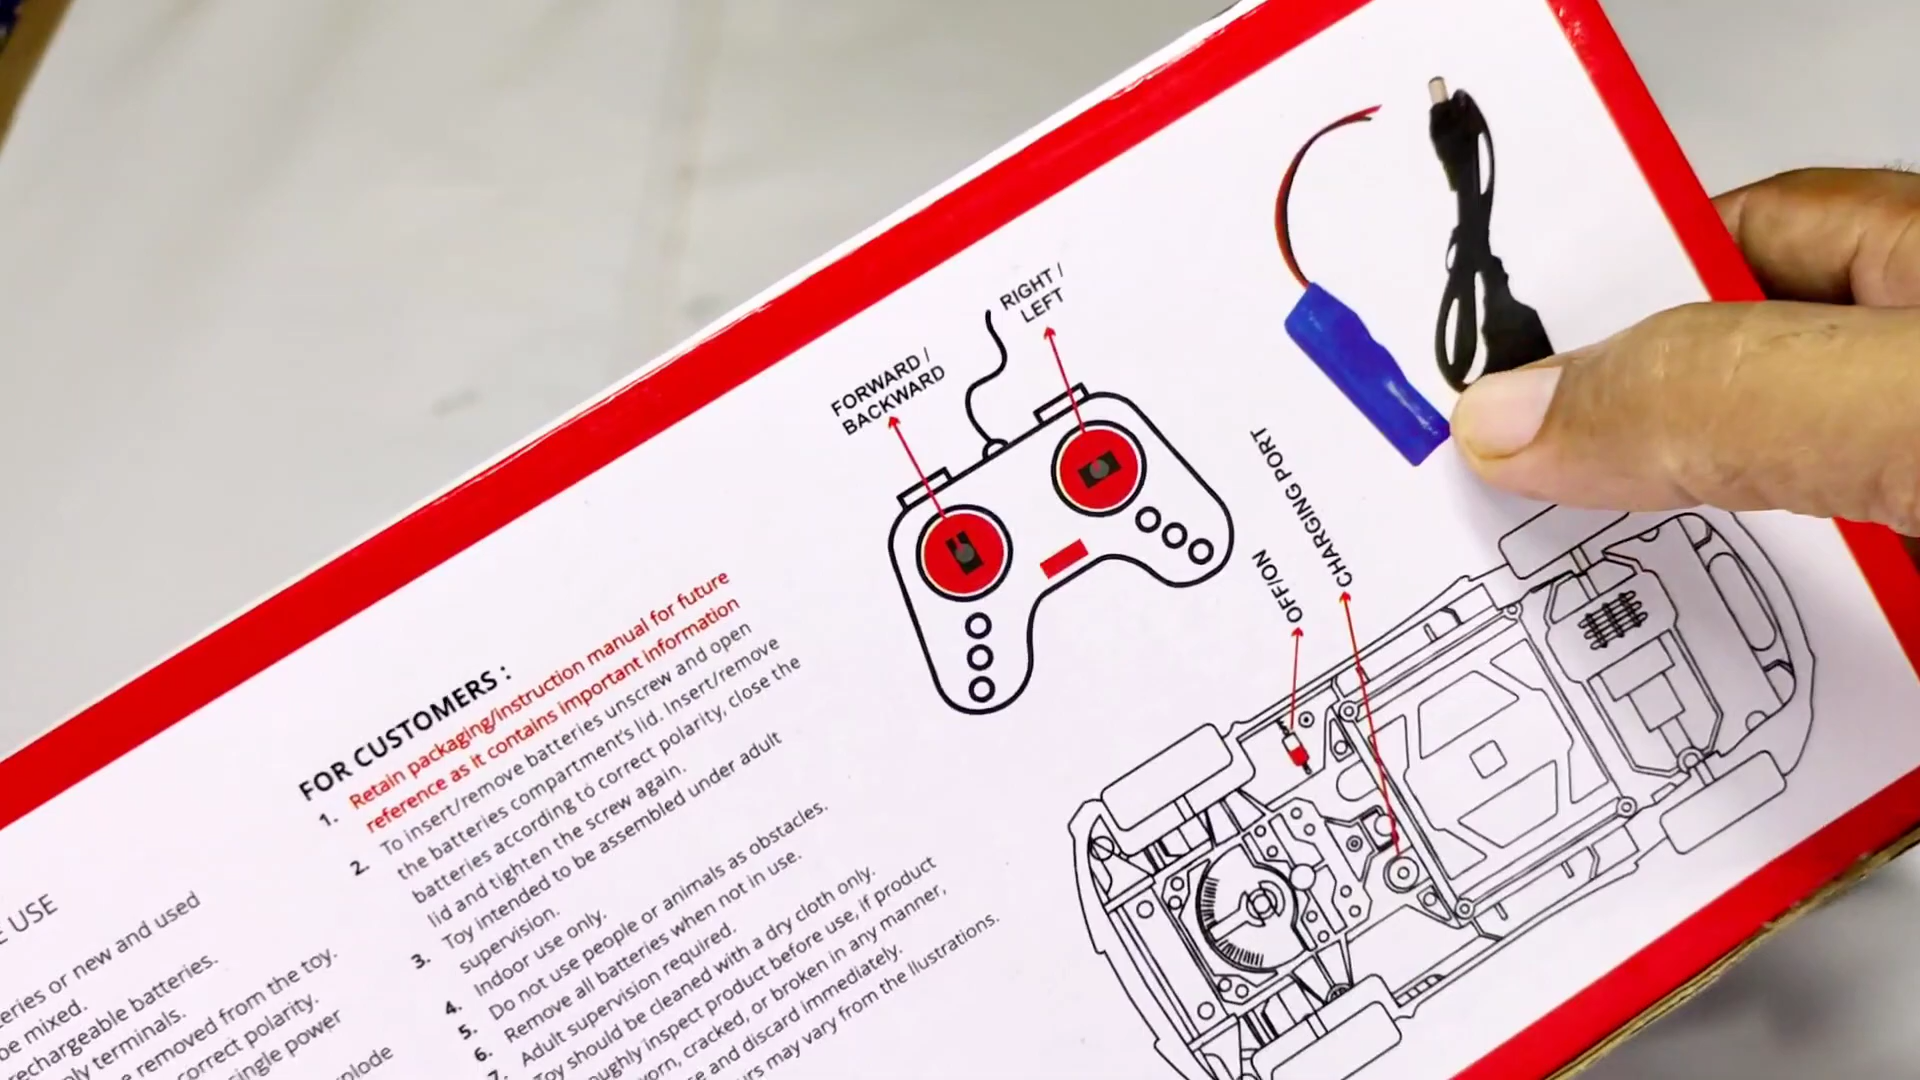 FORWARD /
BACKWARD
RIGHT /
LEFT
OFF/ON
CHARGING PORT
FOR CUSTOMERS :
1. Retain packaging/instruction manual for future
reference as it contains important information
2. To insert/remove batteries unscrew and open
the batteries compartment's lid. Insert/remove
batteries according to correct polarity, close the
lid and tighten the screw again.
3. Toy intended to be assembled under adult
supervision.
4. Indoor use only.
5. Do not use people or animals as obstacles.
6. Remove all batteries when not in use.
7. Adult supervision required.
Toy should be cleaned with a dry cloth only.
inspect product before use, if product
cracked, or broken in any manner,
and discard immediately.
may vary from the llustrations.
USE
or new and used
be mixed.
rechargeable batteries.
terminals.
removed from the toy.
correct polarity.
power